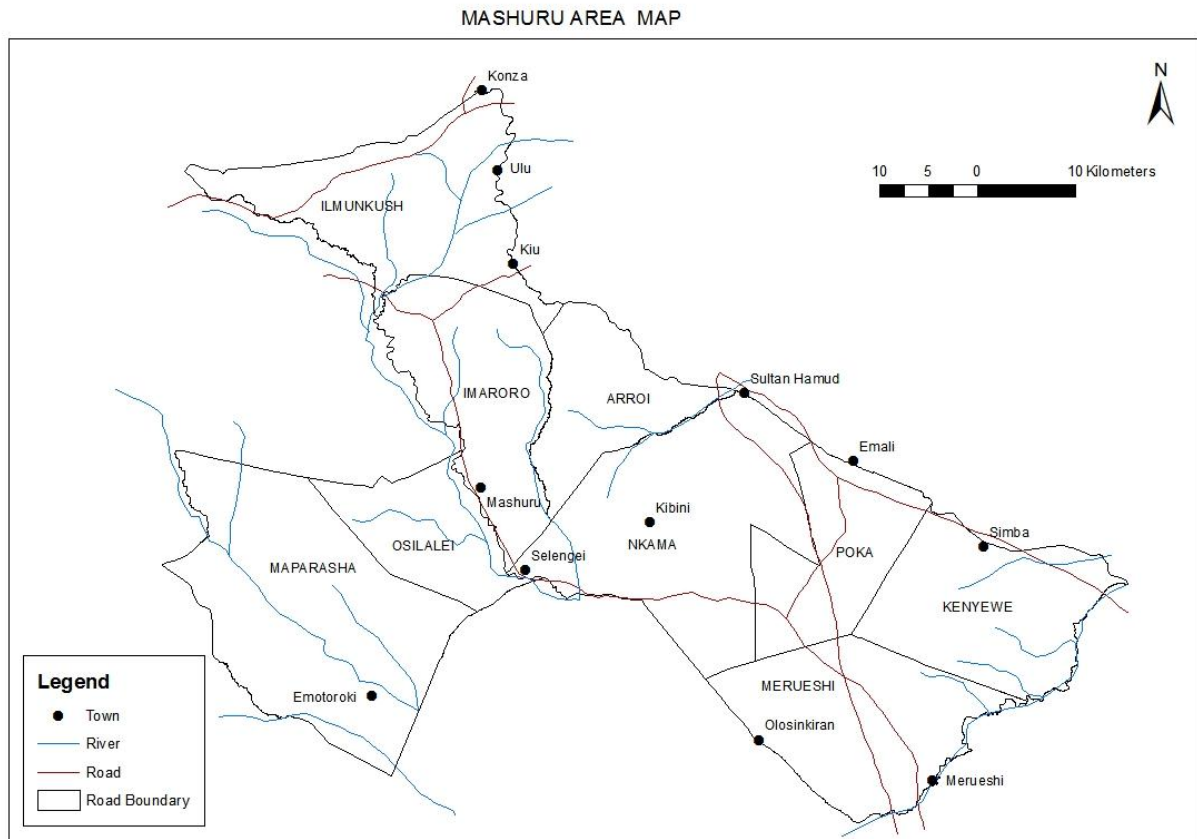 MASHURU AREA MAP
N
Konza
10 5 0 10 Kilometers
Ulu
ILMUNKUSH
Kiu
Sultan Hamud
IMARORO
ARROI
Emali
Mashuru
Kibini
Simba
OSILALEI
NKAMA
POKA
MAPARASHA
Selengei
KENYEWE
Legend
Town
River
Road
Road Boundary
Emotoroki
MERUESHI
Olosinkiran
Merueshi